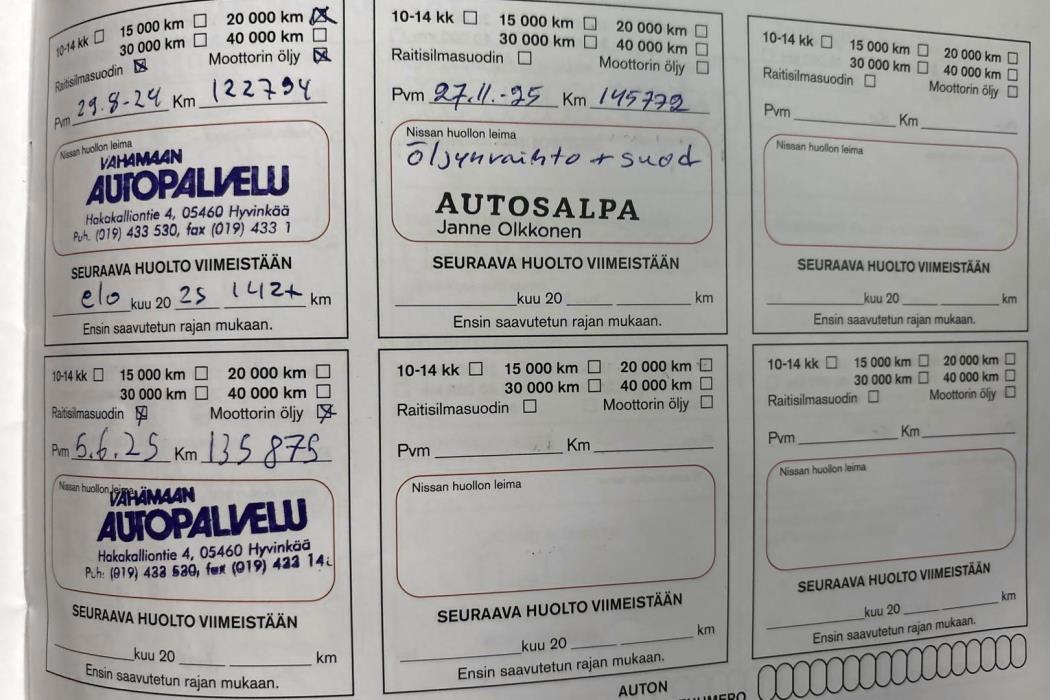 10-14 kk 15 000 km 20 000 km
30 000 km 40 000 km
Raitisilmasuodin Moottorin öljy
Pvm 29.8-24 Km 122794
Nissan huollon leima
VÄHÄMAAN
AUTOPALVELU
Hakakalliontie 4, 05460 Hyvinkää
Puh. (019) 433 530, fax (019) 433 1
SEURAAVA HUOLTO VIIMEISTÄÄN
elo kuu 20 25 142t km
Ensin saavutetun rajan mukaan.
10-14 kk 15 000 km 20 000 km
30 000 km 40 000 km
Raitisilmasuodin Moottorin öljy
Pvm 5.6.25 Km 135 875
Nissan huollon leima
VÄHÄMAAN
AUTOPALVELU
Hakakalliontie 4, 05460 Hyvinkää
Puh: (019) 433 530, fax (019) 433 14
SEURAAVA HUOLTO VIIMEISTÄÄN
kuu 20 km
Ensin saavutetun rajan mukaan.
10-14 kk 15 000 km 20 000 km
30 000 km 40 000 km
Raitisilmasuodin Moottorin öljy
Pvm 27.11.-25 Km 145772
Nissan huollon leima
öljynvaihto + suod
AUTOSALPA
Janne Olkkonen
SEURAAVA HUOLTO VIIMEISTÄÄN
kuu 20 km
Ensin saavutetun rajan mukaan.
10-14 kk 15 000 km 20 000 km
30 000 km 40 000 km
Raitisilmasuodin Moottorin öljy
Pvm Km
Nissan huollon leima
SEURAAVA HUOLTO VIIMEISTÄÄN
kuu 20 km
Ensin saavutetun rajan mukaan.
10-14 kk 15 000 km 20 000 km
30 000 km 40 000 km
Raitisilmasuodin Moottorin öljy
Pvm Km
Nissan huollon leima
SEURAAVA HUOLTO VIIMEISTÄÄN
kuu 20 km
Ensin saavutetun rajan mukaan.
10-14 kk 15 000 km 20 000 km
30 000 km 40 000 km
Raitisilmasuodin Moottorin öljy
Pvm Km
Nissan huollon leima
SEURAAVA HUOLTO VIIMEISTÄÄN
kuu 20 km
Ensin saavutetun rajan mukaan.
AUTON